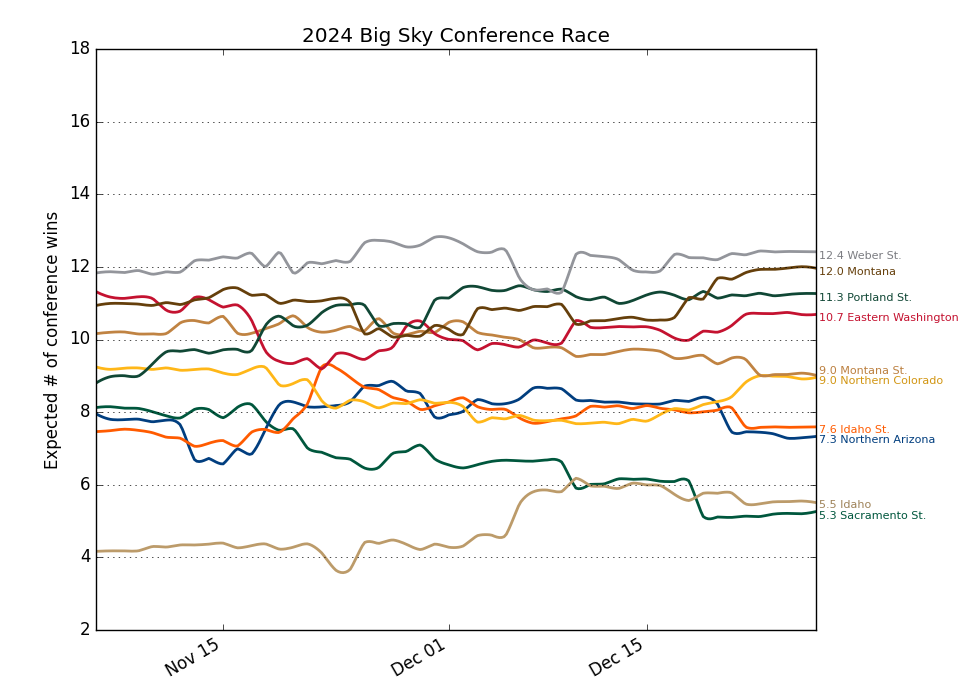 2024 Big Sky Conference Race
Expected # of conference wins
18
16
14
12
10
8
6
4
2
12.4 Weber St.
12.0 Montana
11.3 Portland St.
10.7 Eastern Washington
9.0 Montana St.
9.0 Northern Colorado
7.6 Idaho St.
7.3 Northern Arizona
5.5 Idaho
5.3 Sacramento St.
Nov 15
Dec 01
Dec 15